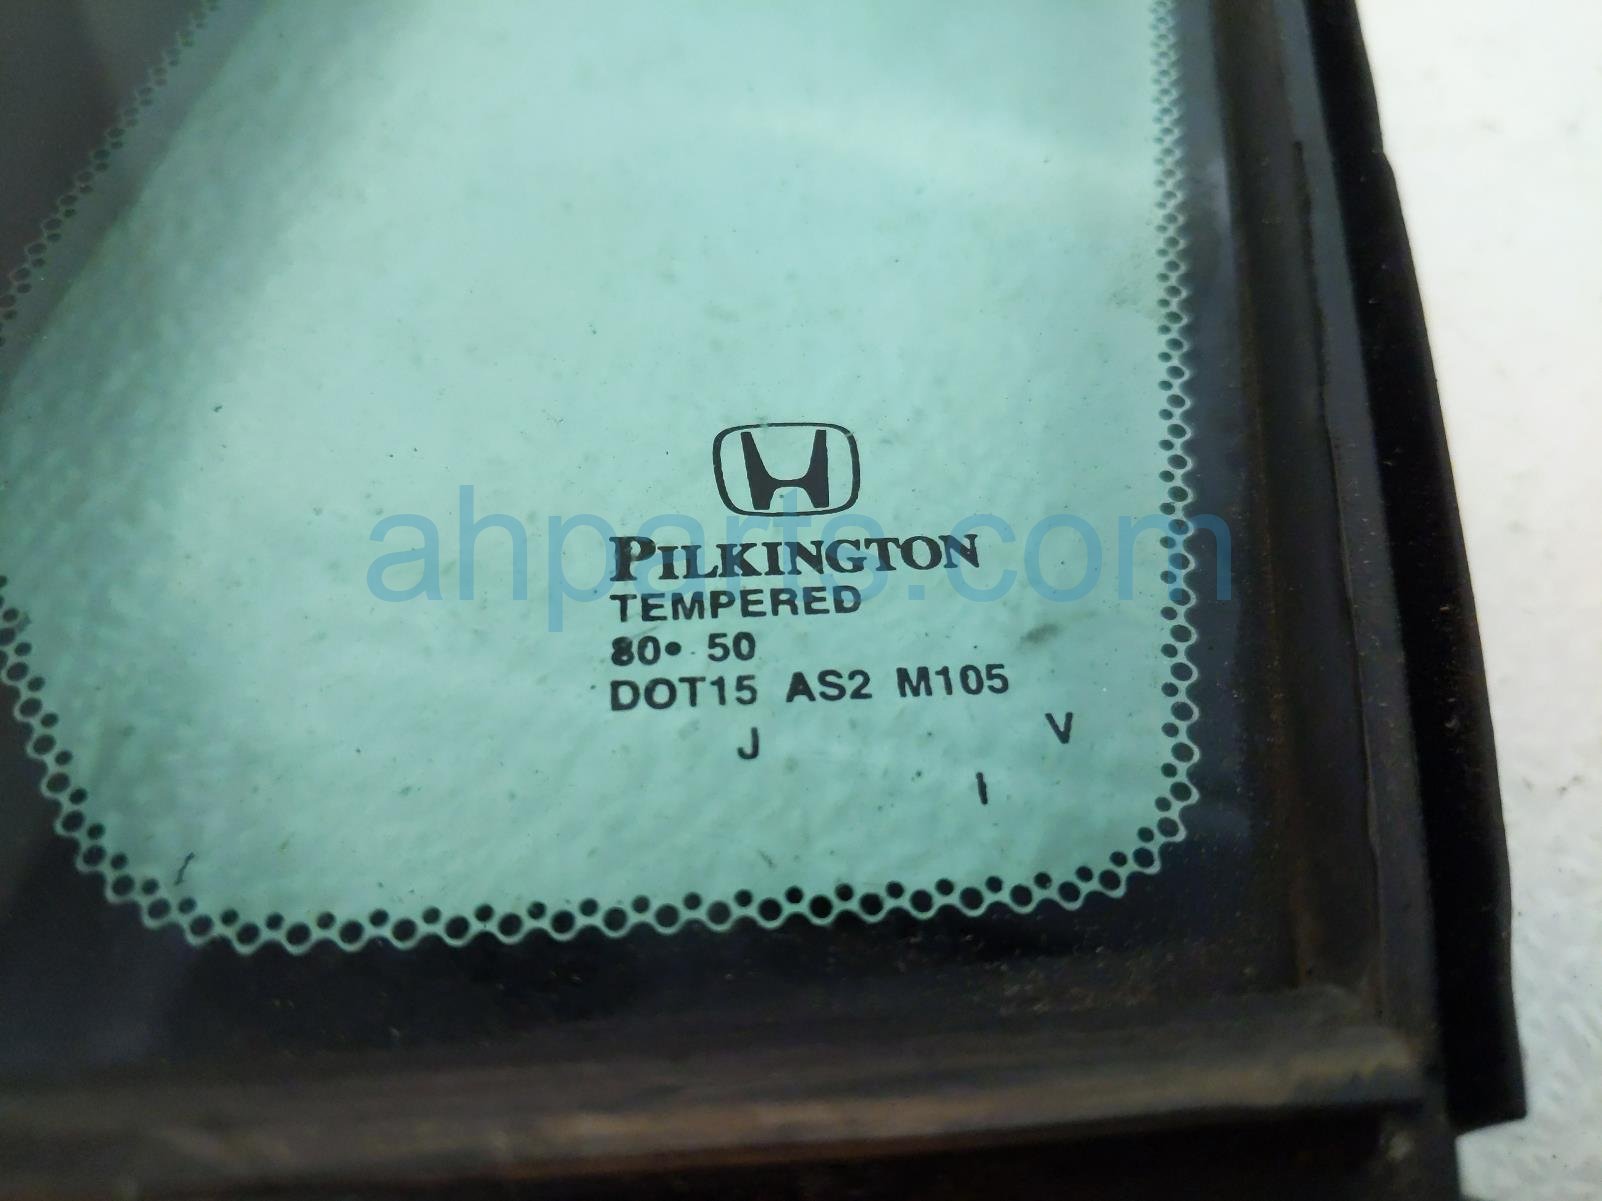 ahparts.com
PILKINGTON
TEMPERED
80• 50
DOT15 AS2 M105
J V
I